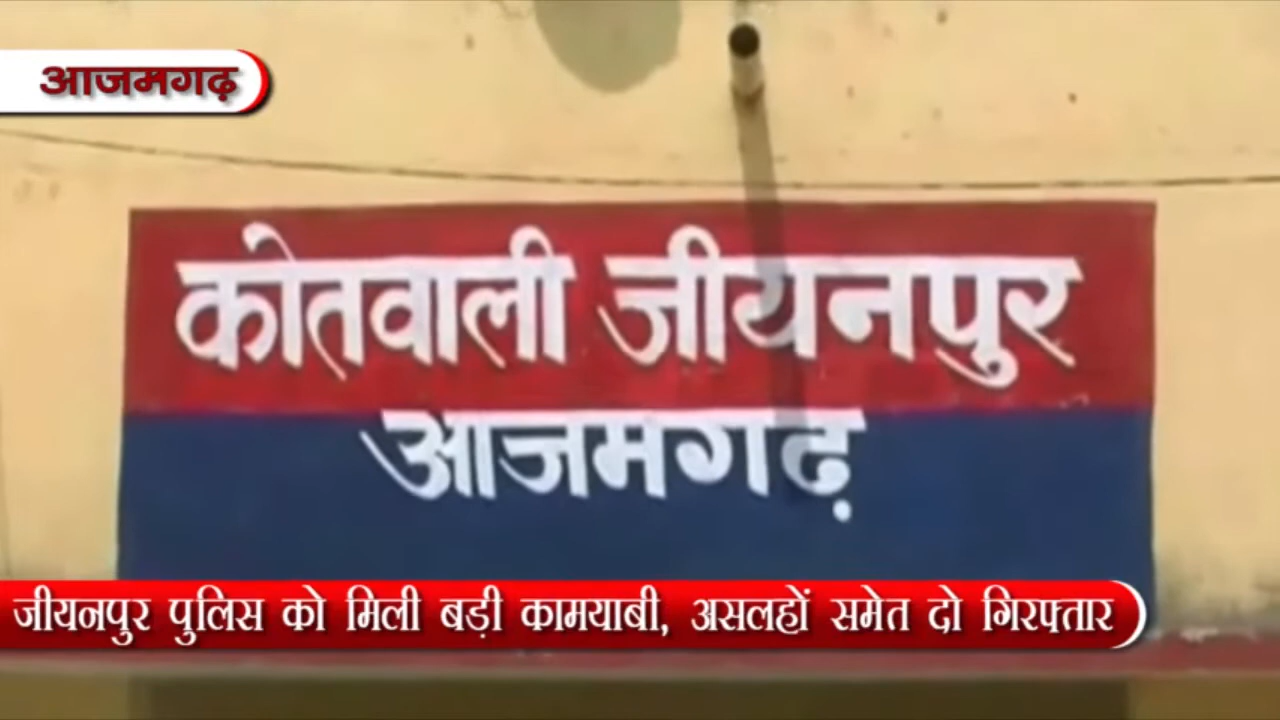 आजमगढ़
कोतवाली जीयनपुर
आजमगढ़
जीयनपुर पुलिस को मिली बड़ी कामयाबी, असलहों समेत दो गिरफ्तार